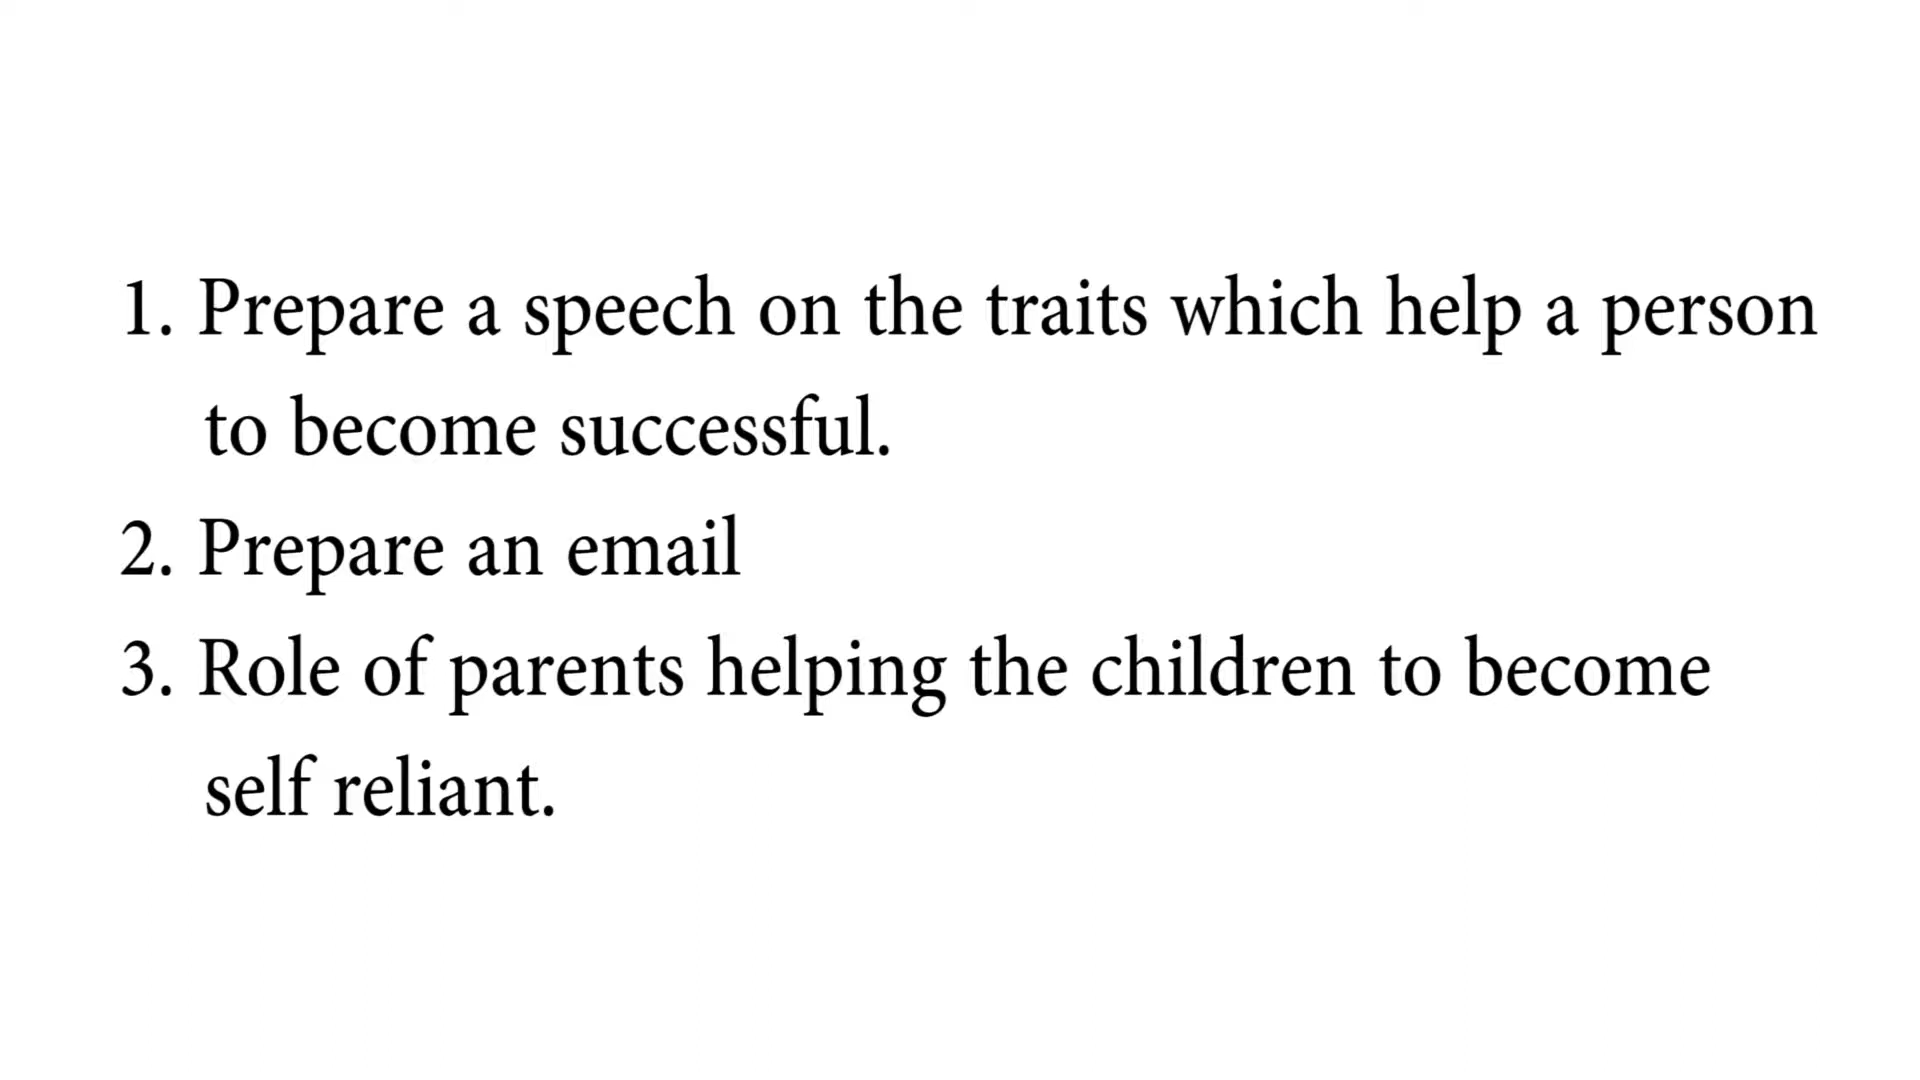 1. Prepare a speech on the traits which help a person
to become successful.
2. Prepare an email
3. Role of parents helping the children to become
self reliant.